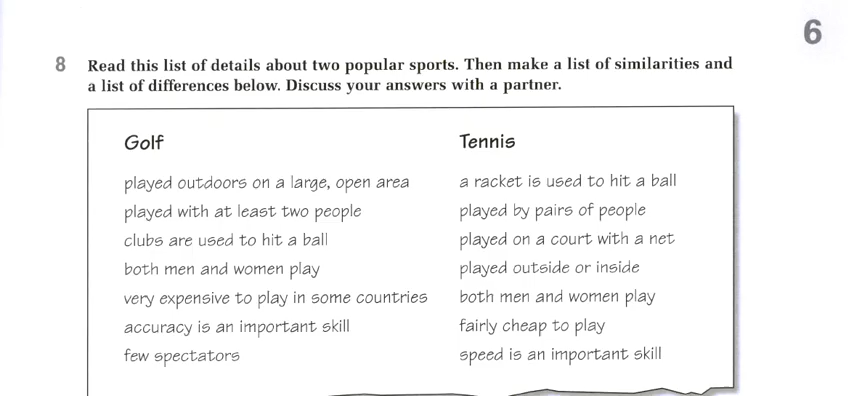 6
8 Read this list of details about two popular sports. Then make a list of similarities and
a list of differences below. Discuss your answers with a partner.
Golf
played outdoors on a large, open area
played with at least two people
clubs are used to hit a ball
both men and women play
very expensive to play in some countries
accuracy is an important skill
few spectators
Tennis
a racket is used to hit a ball
played by pairs of people
played on a court with a net
played outside or inside
both men and women play
fairly cheap to play
speed is an important skill